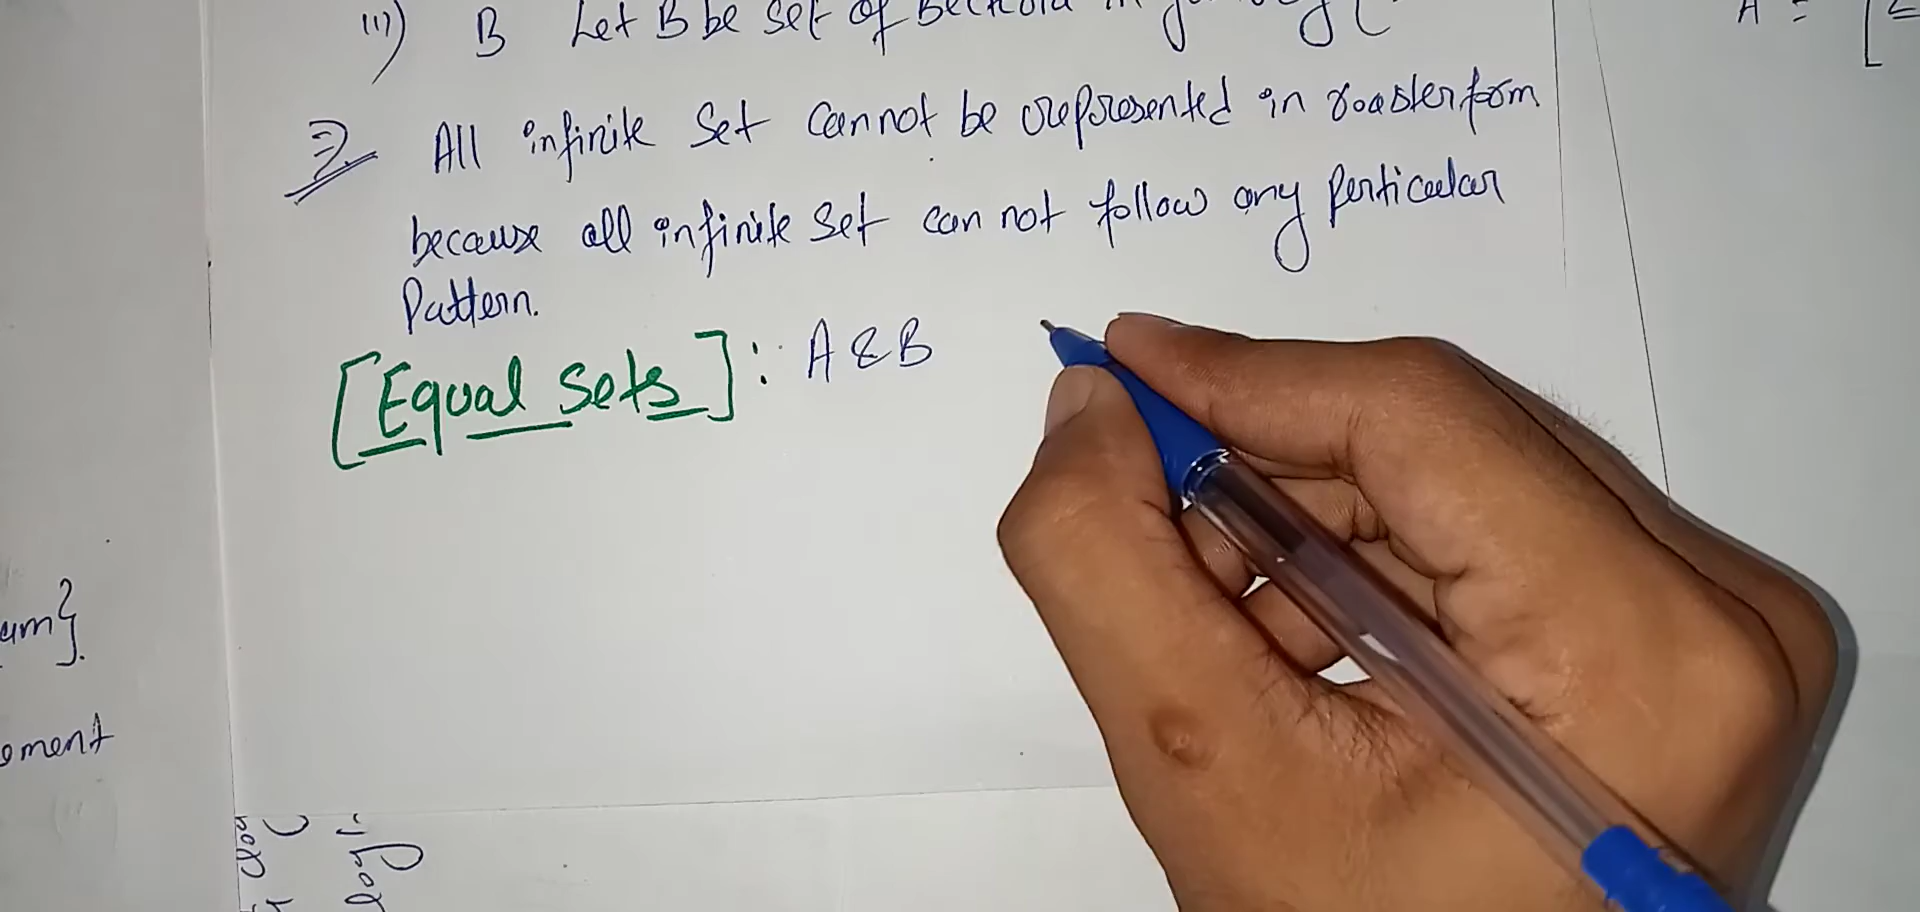 (11) B Let B be set of
A = [
All infinite Set cannot be represented in roaster form
because all infinite set can not follow any perticular
Pattern.
[Equal sets]: A & B
um}.
ement